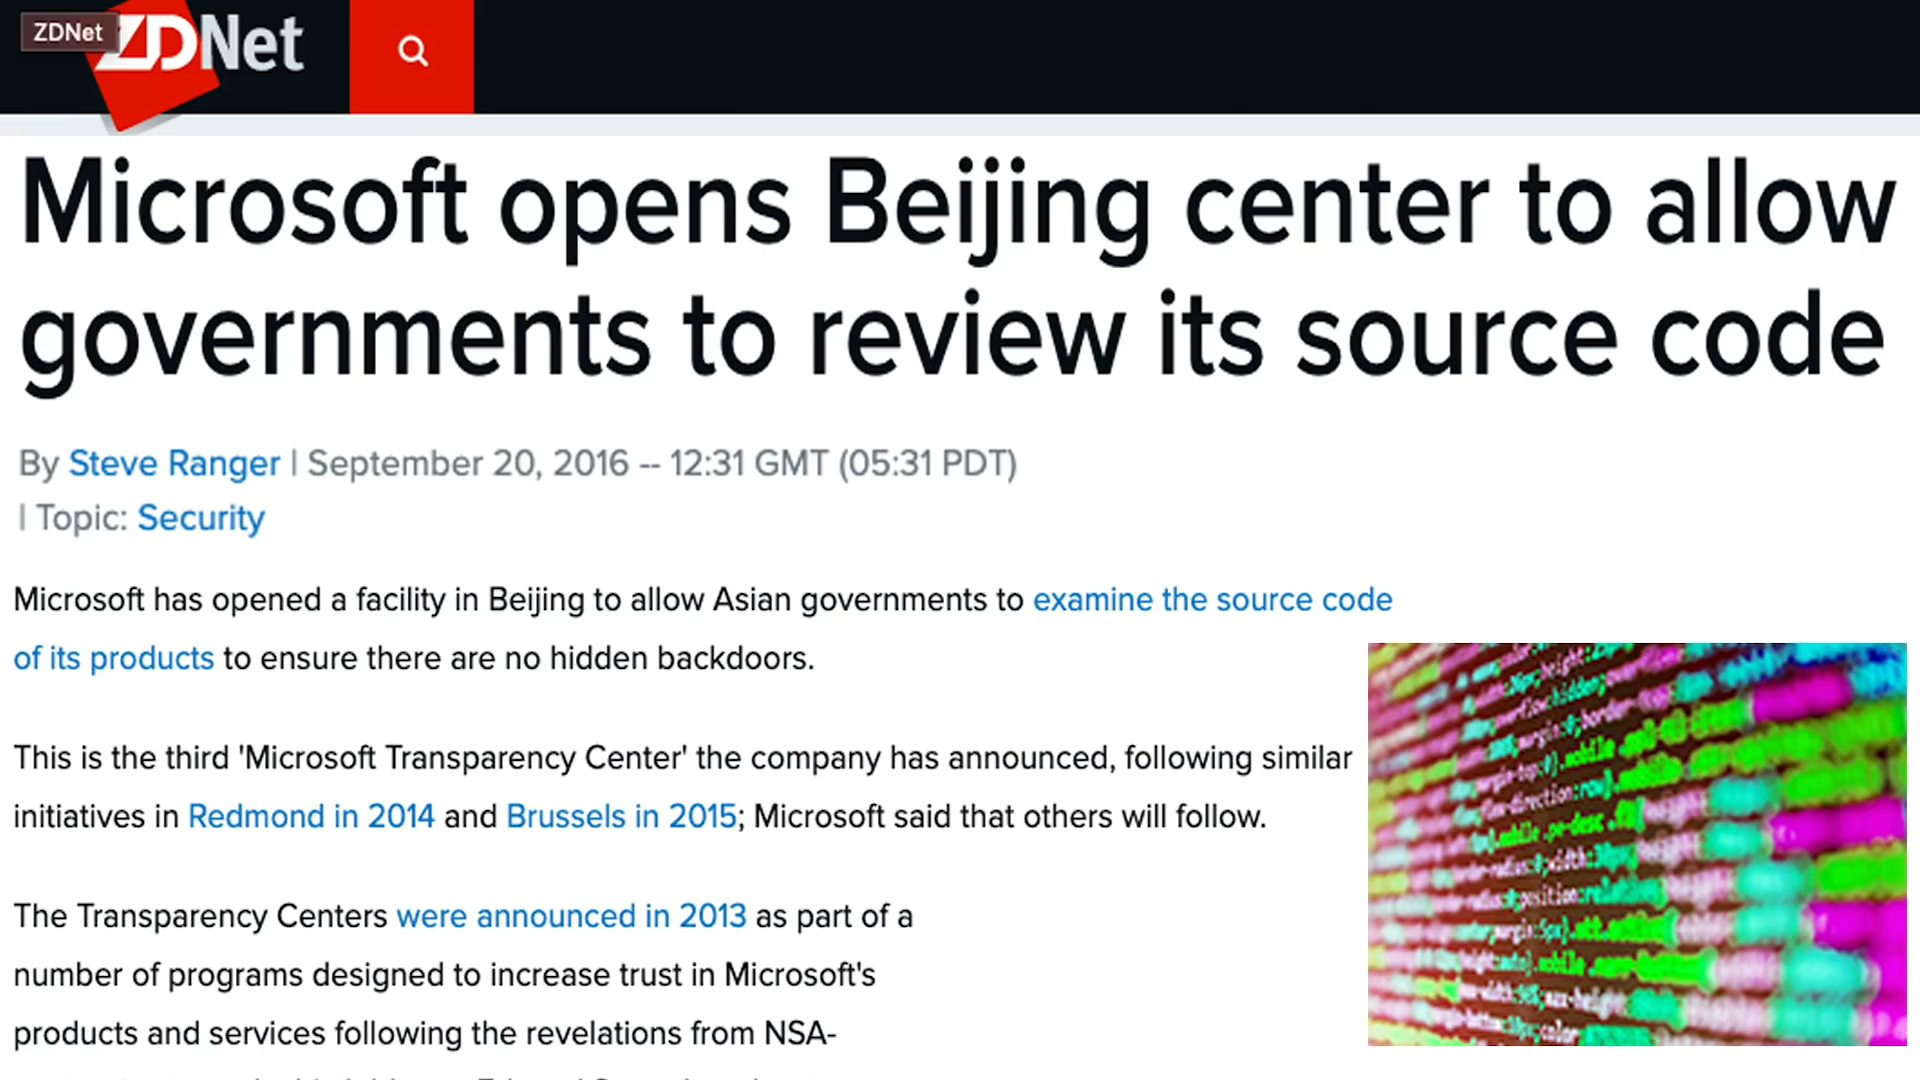 ZDNet
ZDNet
Microsoft opens Beijing center to allow
governments to review its source code
By Steve Ranger | September 20, 2016 -- 12:31 GMT (05:31 PDT)
| Topic: Security
Microsoft has opened a facility in Beijing to allow Asian governments to examine the source code
of its products to ensure there are no hidden backdoors.
This is the third 'Microsoft Transparency Center' the company has announced, following similar
initiatives in Redmond in 2014 and Brussels in 2015; Microsoft said that others will follow.
The Transparency Centers were announced in 2013 as part of a
number of programs designed to increase trust in Microsoft's
products and services following the revelations from NSA-